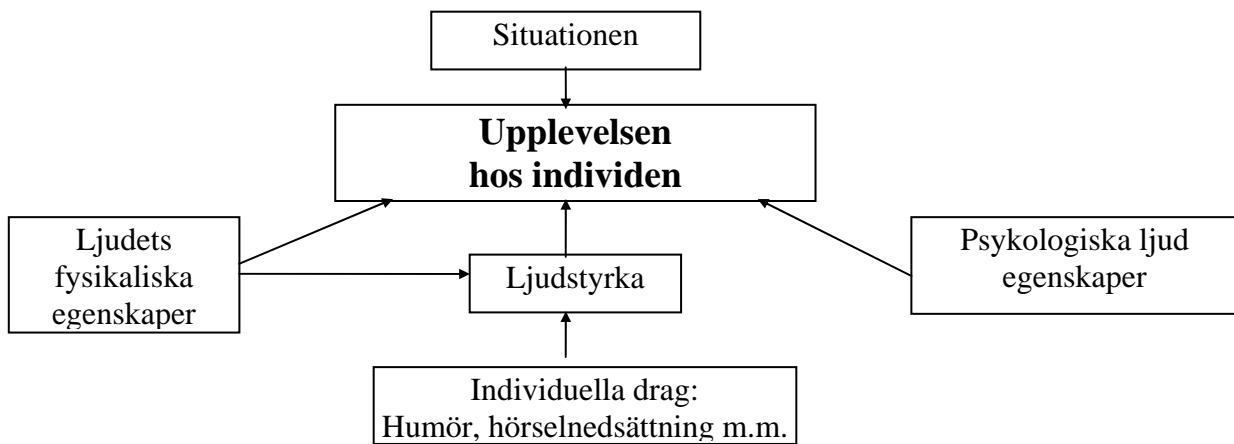 Situationen
Upplevelsen
hos individen
Ljudets
fysikaliska
egenskaper
Ljudstyrka
Psykologiska ljud
egenskaper
Individuella drag:
Humör, hörselnedsättning m.m.